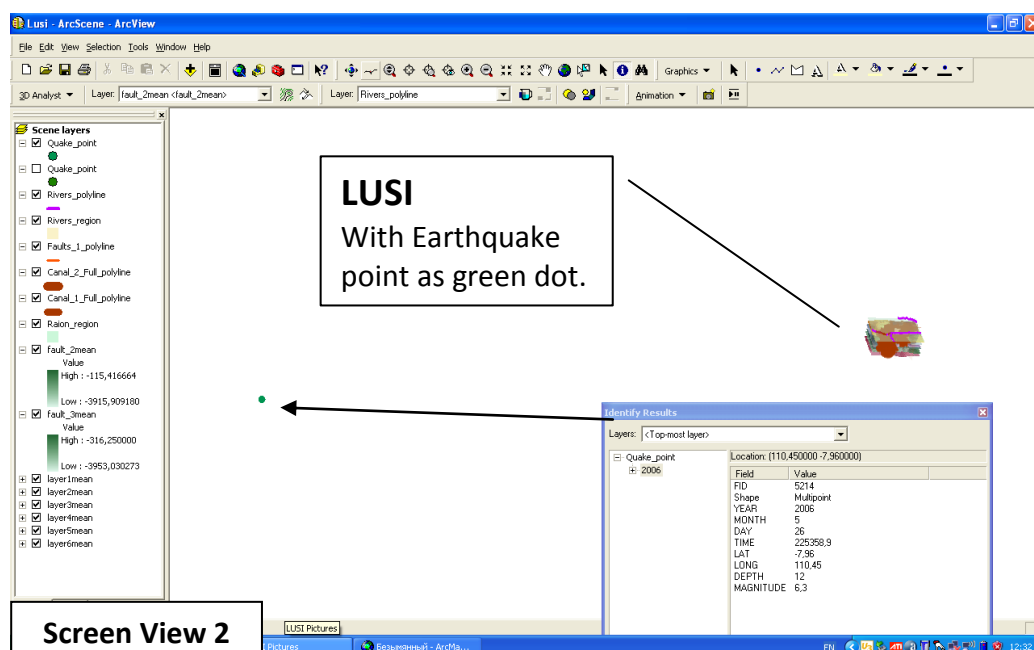 Lusi - ArcScene - ArcView
File Edit View Selection Tools Window Help
Graphics
3D Analyst Layer: fault_2mean <fault_2mean> Layer: Rivers_polyline Animation
Scene layers
Quake_point
Quake_point
Rivers_polyline
Rivers_region
Faults_1_polyline
Canal_2_Full_polyline
Canal_1_Full_polyline
Raion_region
fault_2mean
Value
High : -115,416664
Low : -3915,909180
fault_3mean
Value
High : -316,250000
Low : -3953,030273
layer1mean
layer2mean
layer3mean
layer4mean
layer5mean
layer6mean
LUSI
With Earthquake
point as green dot.
Identify Results
Layers: <Top-most layer>
Quake_point
2006
Location: (110,450000 -7,960000)
Field Value
FID 5214
Shape Multipoint
YEAR 2006
MONTH 5
DAY 26
TIME 225358,9
LAT -7,96
LONG 110,45
DEPTH 12
MAGNITUDE 6,3
Screen View 2
LUSI Pictures
Pictures
Безымянный - ArcMa...
EN
12:32